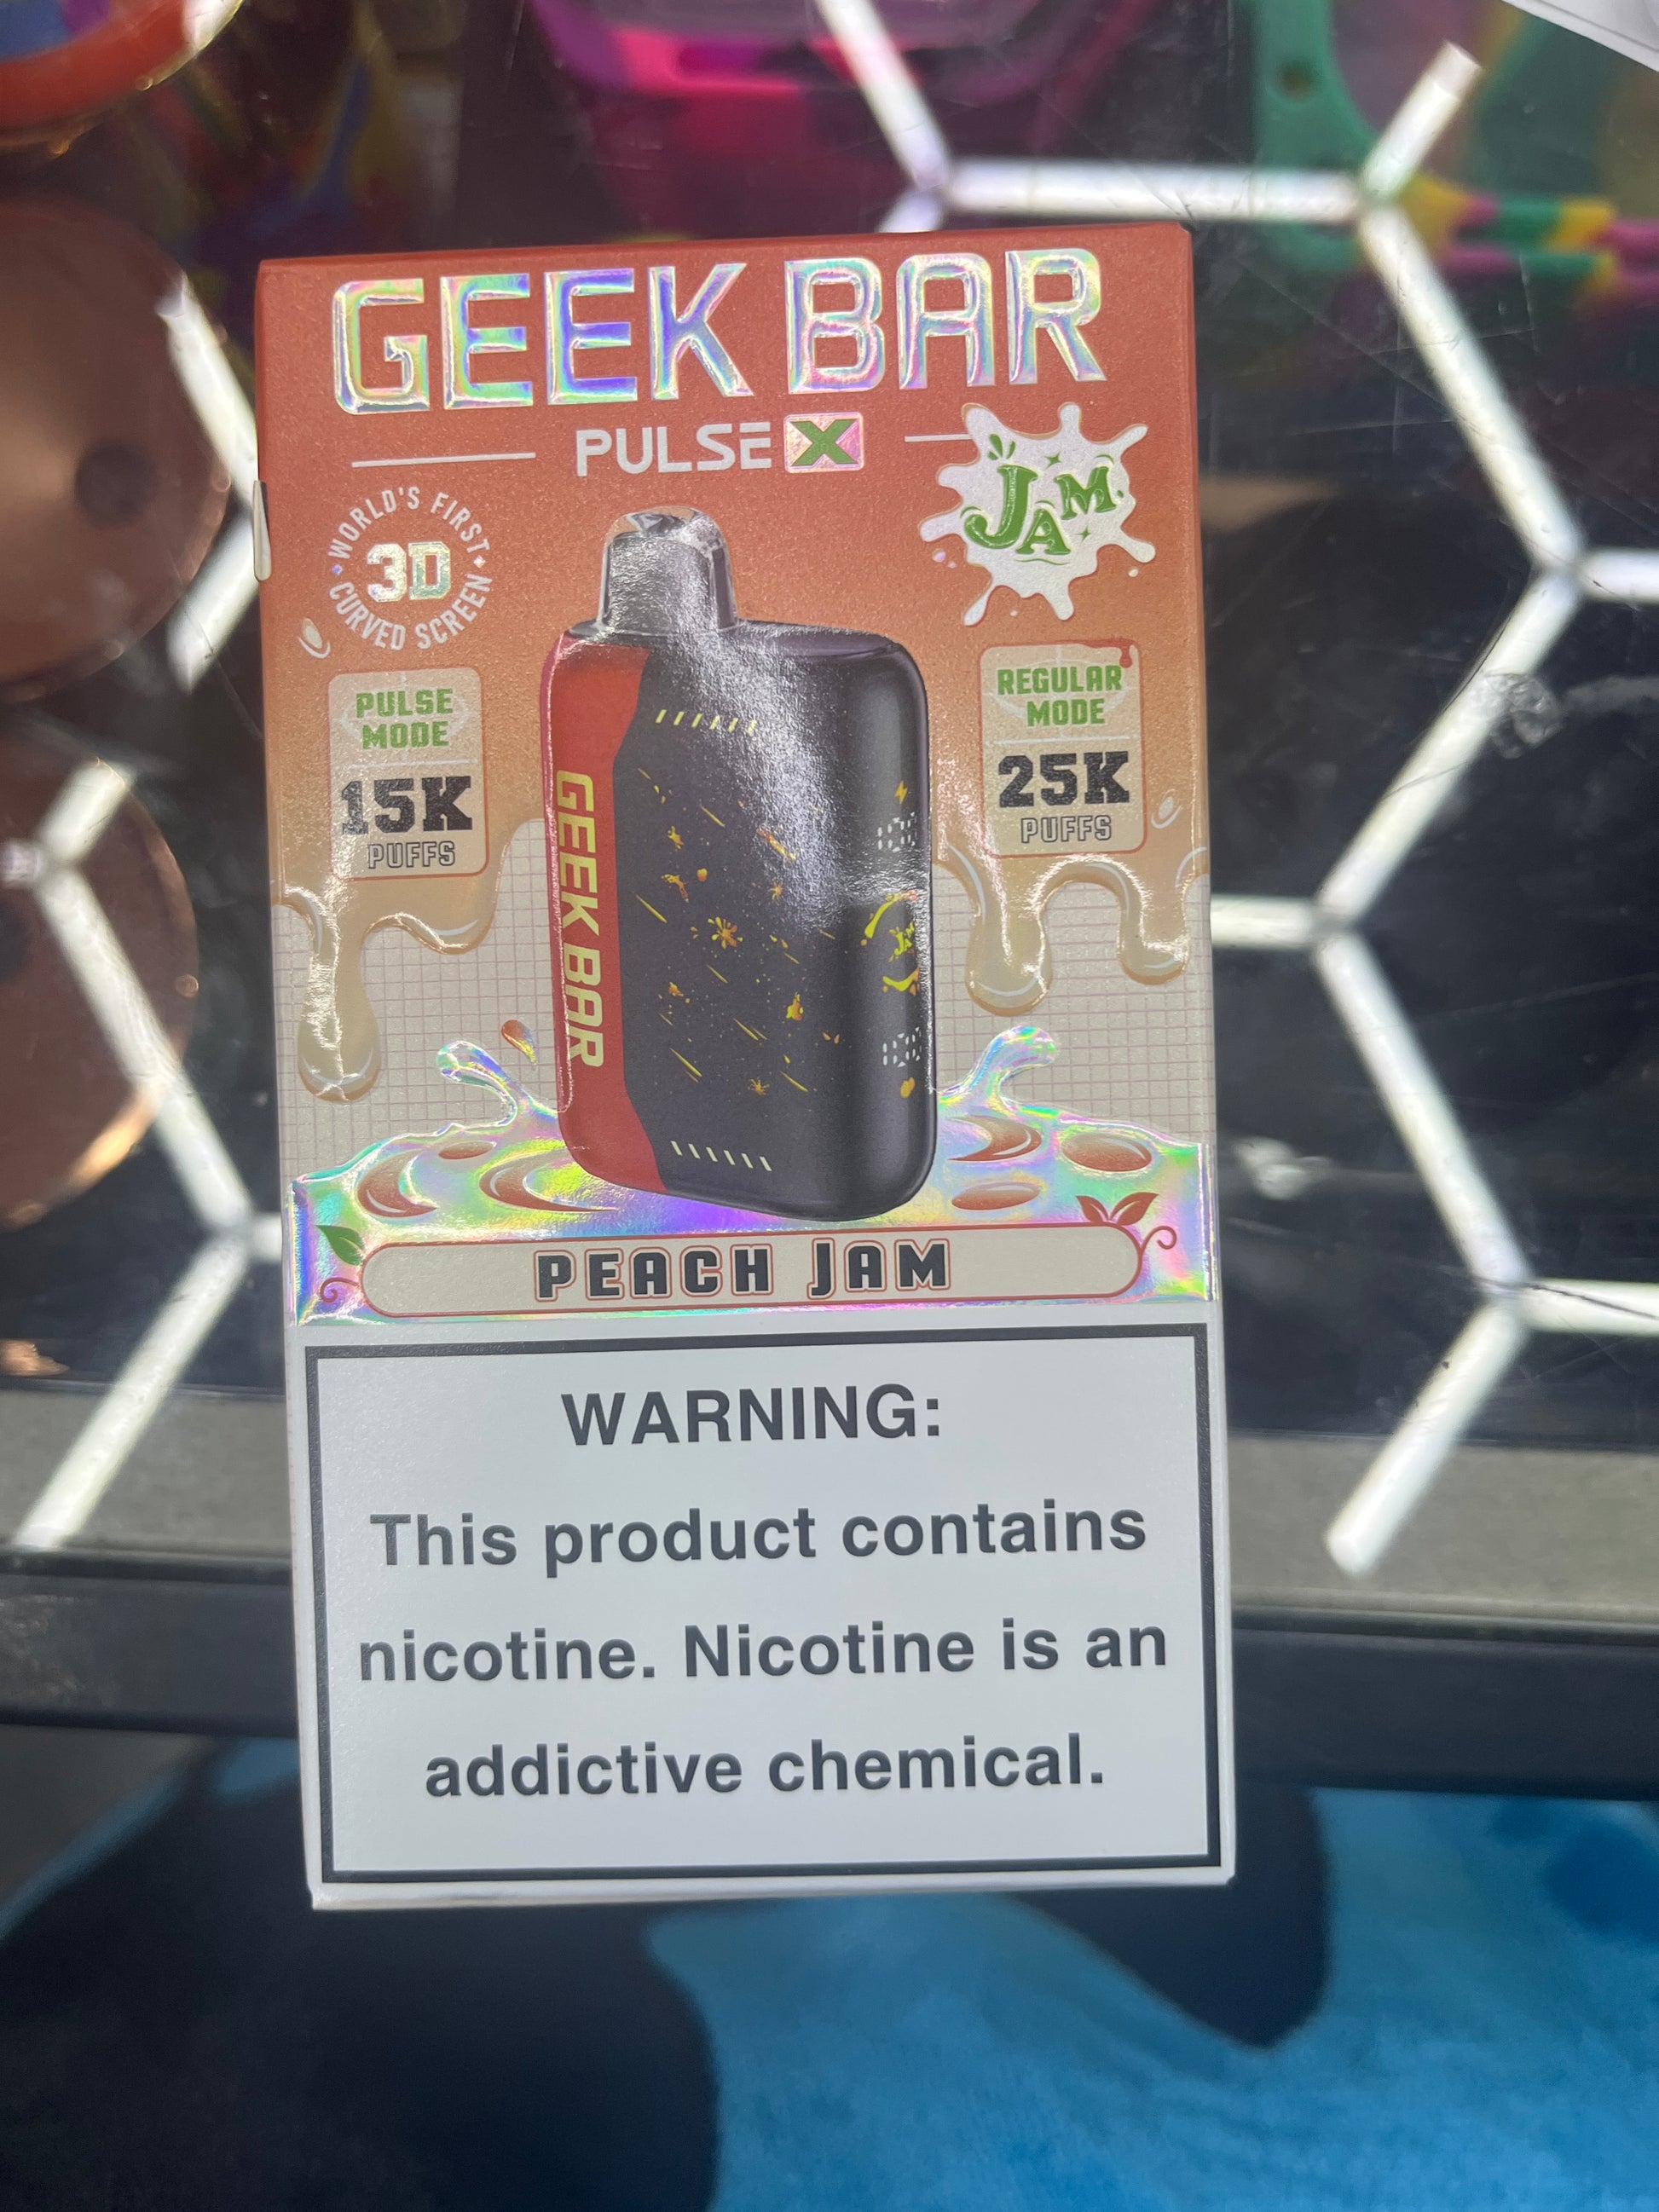 GEEK BAR
PULSE X
WORLD'S FIRST
3D
CURVED SCREEN
JAM
PULSE
MODE
15K
PUFFS
REGULAR
MODE
25K
PUFFS
GEEK BAR
JAM
PEACH JAM
WARNING:
This product contains
nicotine. Nicotine is an
addictive chemical.